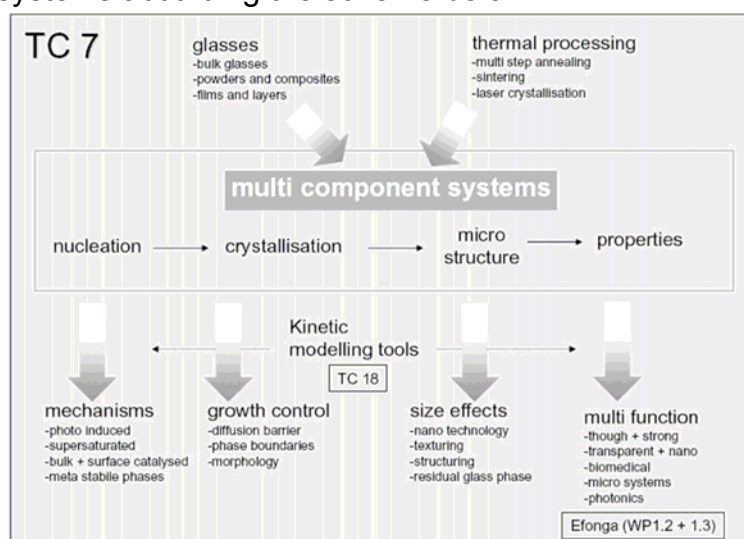 TC 7
glasses
-bulk glasses
-powders and composites
-films and layers
thermal processing
-multi step annealing
-sintering
-laser crystallisation
multi component systems
nucleation
crystallisation
micro
structure
properties
Kinetic
modelling tools
TC 18
mechanisms
-photo induced
-supersaturated
-bulk + surface catalysed
-meta stabile phases
growth control
-diffusion barrier
-phase boundaries
-morphology
size effects
-nano technology
-texturing
-structuring
-residual glass phase
multi function
-though + strong
-transparent + nano
-biomedical
-micro systems
-photonics
Efonga (WP1.2 + 1.3)